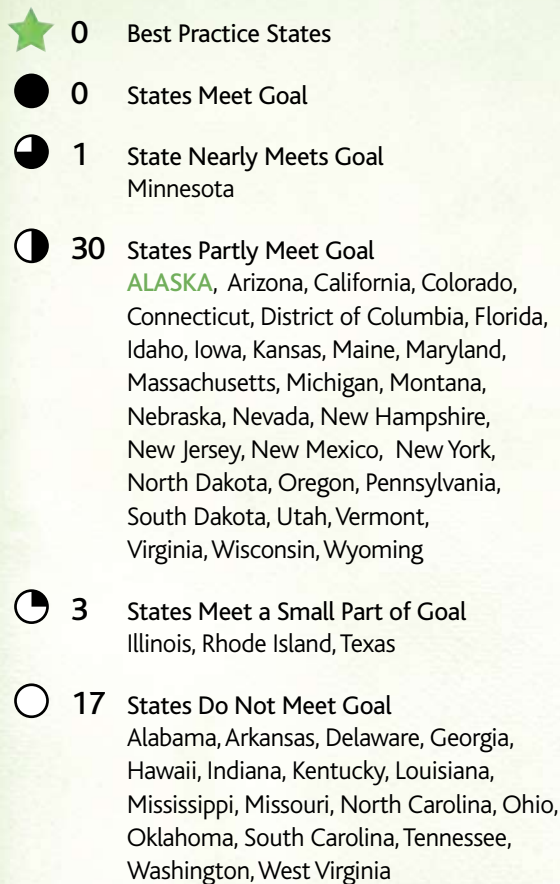 0 Best Practice States
0 States Meet Goal
1 State Nearly Meets Goal
Minnesota
30 States Partly Meet Goal
ALASKA, Arizona, California, Colorado,
Connecticut, District of Columbia, Florida,
Idaho, Iowa, Kansas, Maine, Maryland,
Massachusetts, Michigan, Montana,
Nebraska, Nevada, New Hampshire,
New Jersey, New Mexico, New York,
North Dakota, Oregon, Pennsylvania,
South Dakota, Utah, Vermont,
Virginia, Wisconsin, Wyoming
3 States Meet a Small Part of Goal
Illinois, Rhode Island, Texas
17 States Do Not Meet Goal
Alabama, Arkansas, Delaware, Georgia,
Hawaii, Indiana, Kentucky, Louisiana,
Mississippi, Missouri, North Carolina, Ohio,
Oklahoma, South Carolina, Tennessee,
Washington, West Virginia